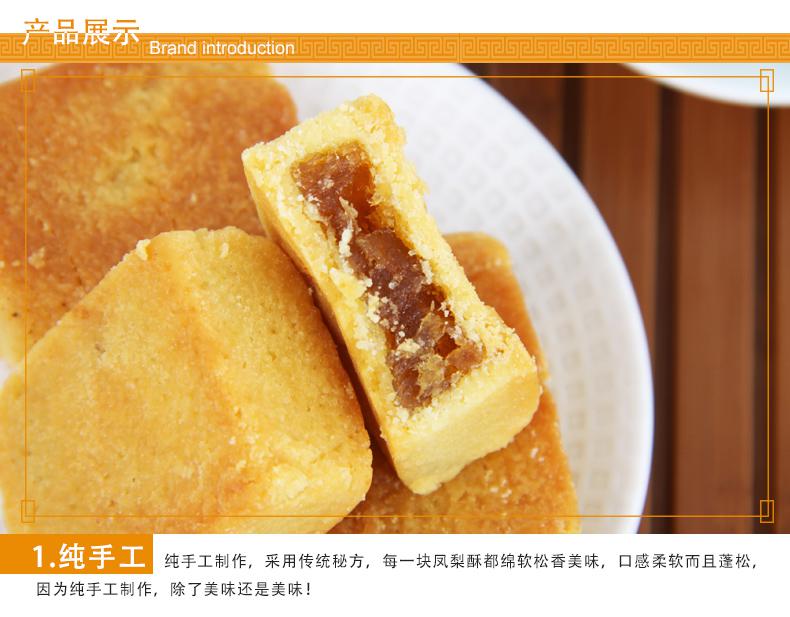 产品展示
Brand introduction
1.纯手工
纯手工制作，采用传统秘方，每一块凤梨酥都绵软松香美味，口感柔软而且蓬松，
因为纯手工制作，除了美味还是美味！